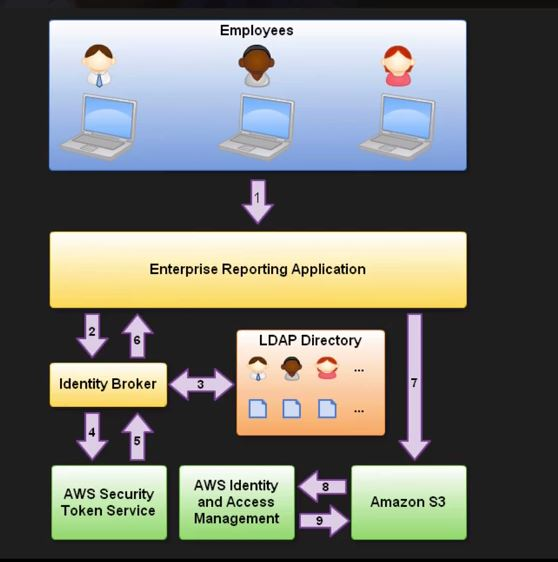 Employees
1
Enterprise Reporting Application
2
6
LDAP Directory
...
Identity Broker
3
7
...
4
5
AWS Security
Token Service
AWS Identity
and Access
Management
8
9
Amazon S3